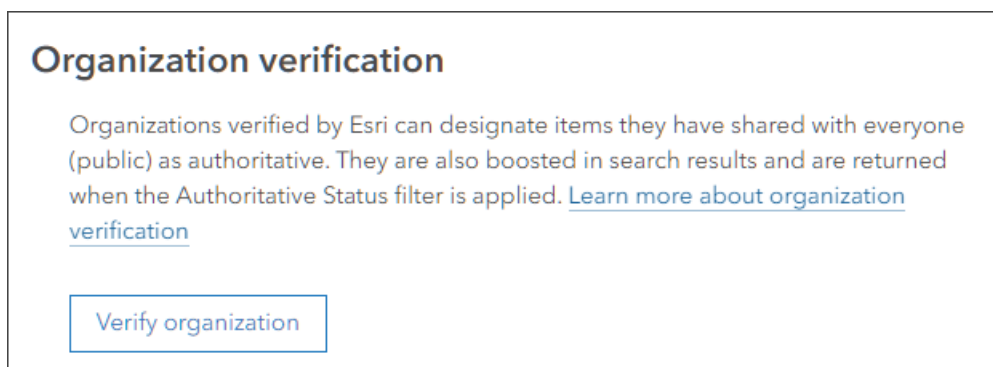 Organization verification
Organizations verified by Esri can designate items they have shared with everyone
(public) as authoritative. They are also boosted in search results and are returned
when the Authoritative Status filter is applied. Learn more about organization
verification
Verify organization